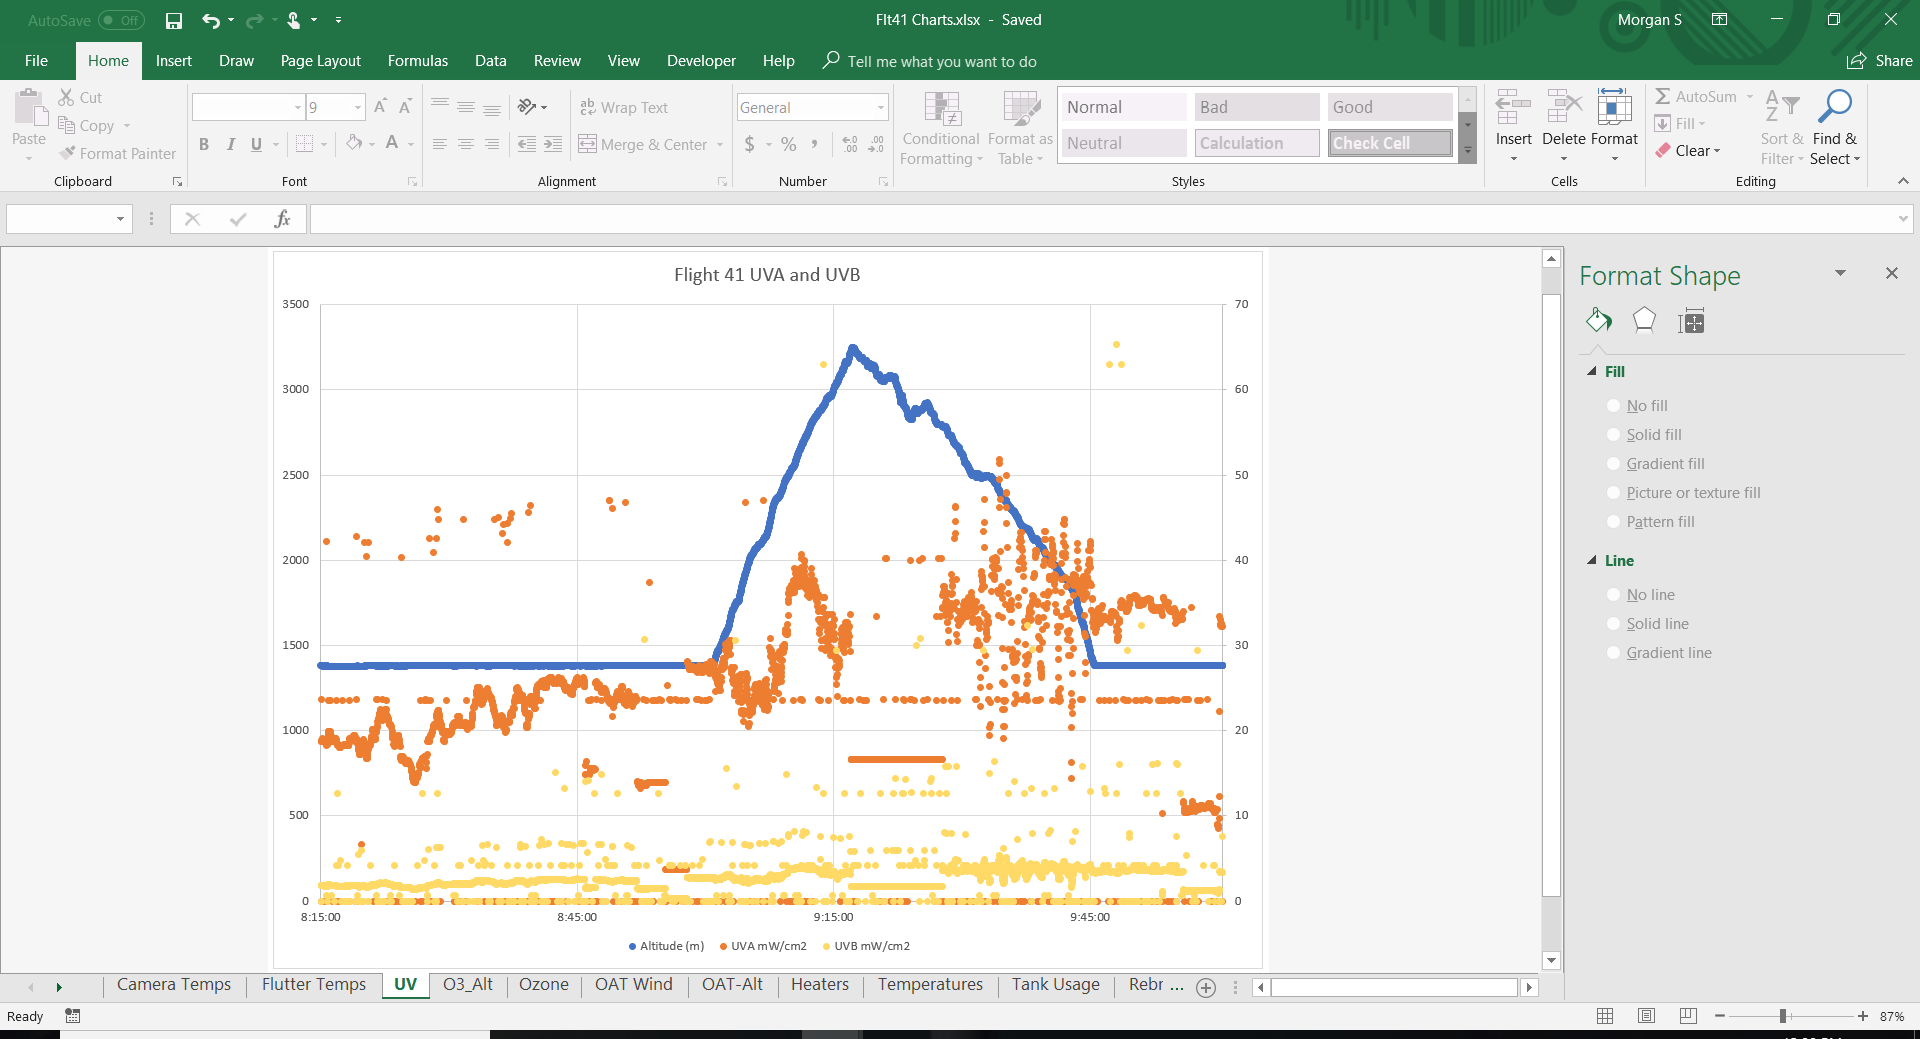 AutoSave Off
Flt41 Charts.xlsx - Saved
Morgan S
File Home Insert Draw Page Layout Formulas Data Review View Developer Help Tell me what you want to do
Share
Paste
Cut
Copy
Format Painter
Clipboard
9 A A
B I U A
Font
ab Wrap Text
Merge & Center
Alignment
General
$ % , .00 .00
Number
Conditional Formatting
Format as Table
Normal Bad Good
Neutral Calculation Check Cell
Styles
Insert Delete Format
Cells
AutoSum
Fill
Clear
Sort & Filter
Find & Select
Editing
fx
Flight 41 UVA and UVB
3500 70
3000 60
2500 50
2000 40
1500 30
1000 20
500 10
0 0
8:15:00 8:45:00 9:15:00 9:45:00
Altitude (m) UVA mW/cm2 UVB mW/cm2
Format Shape
Fill
No fill
Solid fill
Gradient fill
Picture or texture fill
Pattern fill
Line
No line
Solid line
Gradient line
Camera Temps Flutter Temps UV O3_Alt Ozone OAT Wind OAT-Alt Heaters Temperatures Tank Usage Rebr ...
Ready
87%